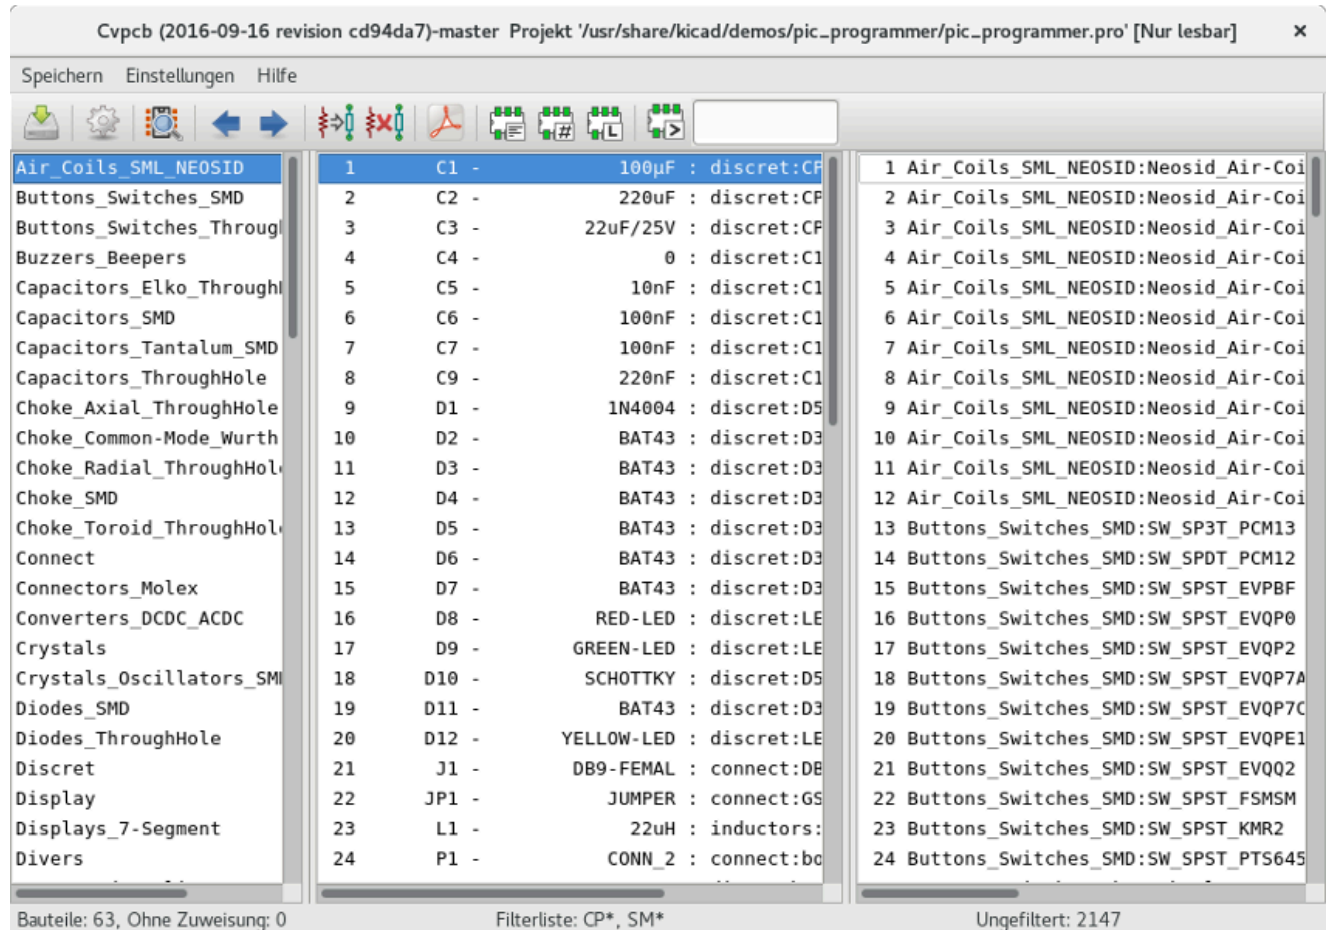 Cvpcb (2016-09-16 revision cd94da7)-master Projekt '/usr/share/kicad/demos/pic_programmer/pic_programmer.pro' [Nur lesbar]
Speichern Einstellungen Hilfe
Air_Coils_SML_NEOSID
Buttons_Switches_SMD
Buttons_Switches_Throug
Buzzers_Beepers
Capacitors_Elko_Through
Capacitors_SMD
Capacitors_Tantalum_SMD
Capacitors_ThroughHole
Choke_Axial_ThroughHole
Choke_Common-Mode_Wurth
Choke_Radial_ThroughHol
Choke_SMD
Choke_Toroid_ThroughHol
Connect
Connectors_Molex
Converters_DCDC_ACDC
Crystals
Crystals_Oscillators_SM
Diodes_SMD
Diodes_ThroughHole
Discret
Display
Displays_7-Segment
Divers
1 C1 - 100µF : discret:CP
2 C2 - 220uF : discret:CP
3 C3 - 22uF/25V : discret:CP
4 C4 - 0 : discret:C1
5 C5 - 10nF : discret:C1
6 C6 - 100nF : discret:C1
7 C7 - 100nF : discret:C1
8 C9 - 220nF : discret:C1
9 D1 - 1N4004 : discret:D5
10 D2 - BAT43 : discret:D3
11 D3 - BAT43 : discret:D3
12 D4 - BAT43 : discret:D3
13 D5 - BAT43 : discret:D3
14 D6 - BAT43 : discret:D3
15 D7 - BAT43 : discret:D3
16 D8 - RED-LED : discret:LE
17 D9 - GREEN-LED : discret:LE
18 D10 - SCHOTTKY : discret:D5
19 D11 - BAT43 : discret:D3
20 D12 - YELLOW-LED : discret:LE
21 J1 - DB9-FEMAL : connect:DB
22 JP1 - JUMPER : connect:GS
23 L1 - 22uH : inductors:
24 P1 - CONN_2 : connect:bo
1 Air_Coils_SML_NEOSID:Neosid_Air-Coi
2 Air_Coils_SML_NEOSID:Neosid_Air-Coi
3 Air_Coils_SML_NEOSID:Neosid_Air-Coi
4 Air_Coils_SML_NEOSID:Neosid_Air-Coi
5 Air_Coils_SML_NEOSID:Neosid_Air-Coi
6 Air_Coils_SML_NEOSID:Neosid_Air-Coi
7 Air_Coils_SML_NEOSID:Neosid_Air-Coi
8 Air_Coils_SML_NEOSID:Neosid_Air-Coi
9 Air_Coils_SML_NEOSID:Neosid_Air-Coi
10 Air_Coils_SML_NEOSID:Neosid_Air-Coi
11 Air_Coils_SML_NEOSID:Neosid_Air-Coi
12 Air_Coils_SML_NEOSID:Neosid_Air-Coi
13 Buttons_Switches_SMD:SW_SP3T_PCM13
14 Buttons_Switches_SMD:SW_SPDT_PCM12
15 Buttons_Switches_SMD:SW_SPST_EVPBF
16 Buttons_Switches_SMD:SW_SPST_EVQP0
17 Buttons_Switches_SMD:SW_SPST_EVQP2
18 Buttons_Switches_SMD:SW_SPST_EVQP7A
19 Buttons_Switches_SMD:SW_SPST_EVQP7C
20 Buttons_Switches_SMD:SW_SPST_EVQPE1
21 Buttons_Switches_SMD:SW_SPST_EVQQ2
22 Buttons_Switches_SMD:SW_SPST_FSMSM
23 Buttons_Switches_SMD:SW_SPST_KMR2
24 Buttons_Switches_SMD:SW_SPST_PTS645
Bauteile: 63, Ohne Zuweisung: 0
Filterliste: CP*, SM*
Ungefiltert: 2147